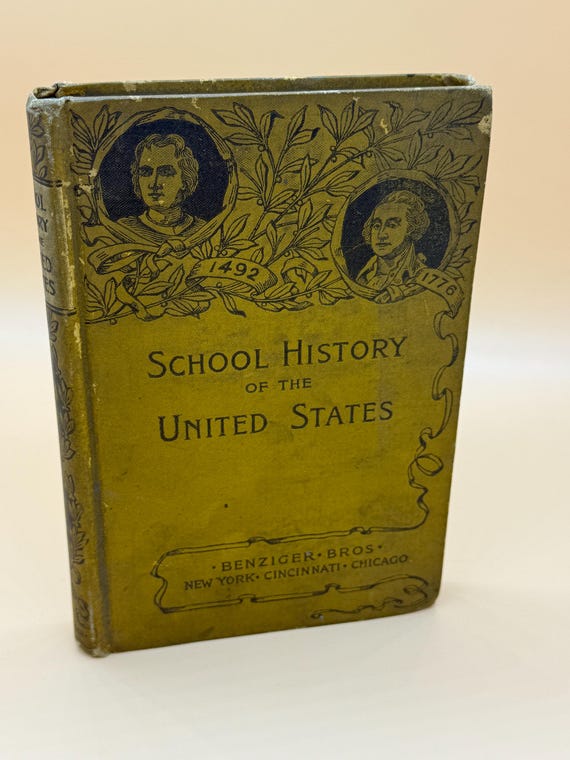 1492
1776
SCHOOL HISTORY
OF THE
UNITED STATES
· BENZIGER · BROS ·
NEW YORK · CINCINNATI · CHICAGO